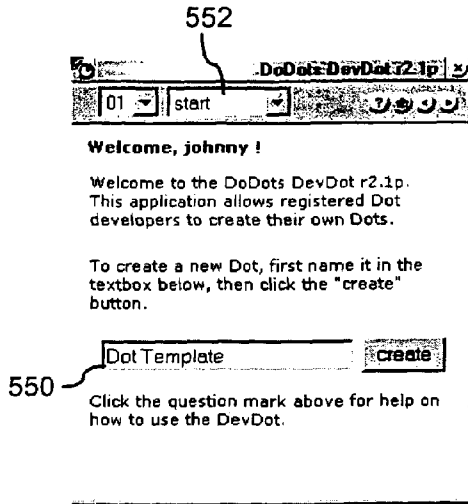 552
DoDots DevDot r2.1p
01 start
Welcome, johnny !
Welcome to the DoDots DevDot r2.1p.
This application allows registered Dot
developers to create their own Dots.
To create a new Dot, first name it in the
textbox below, then click the "create"
button.
Dot Template create
550
Click the question mark above for help on
how to use the DevDot.